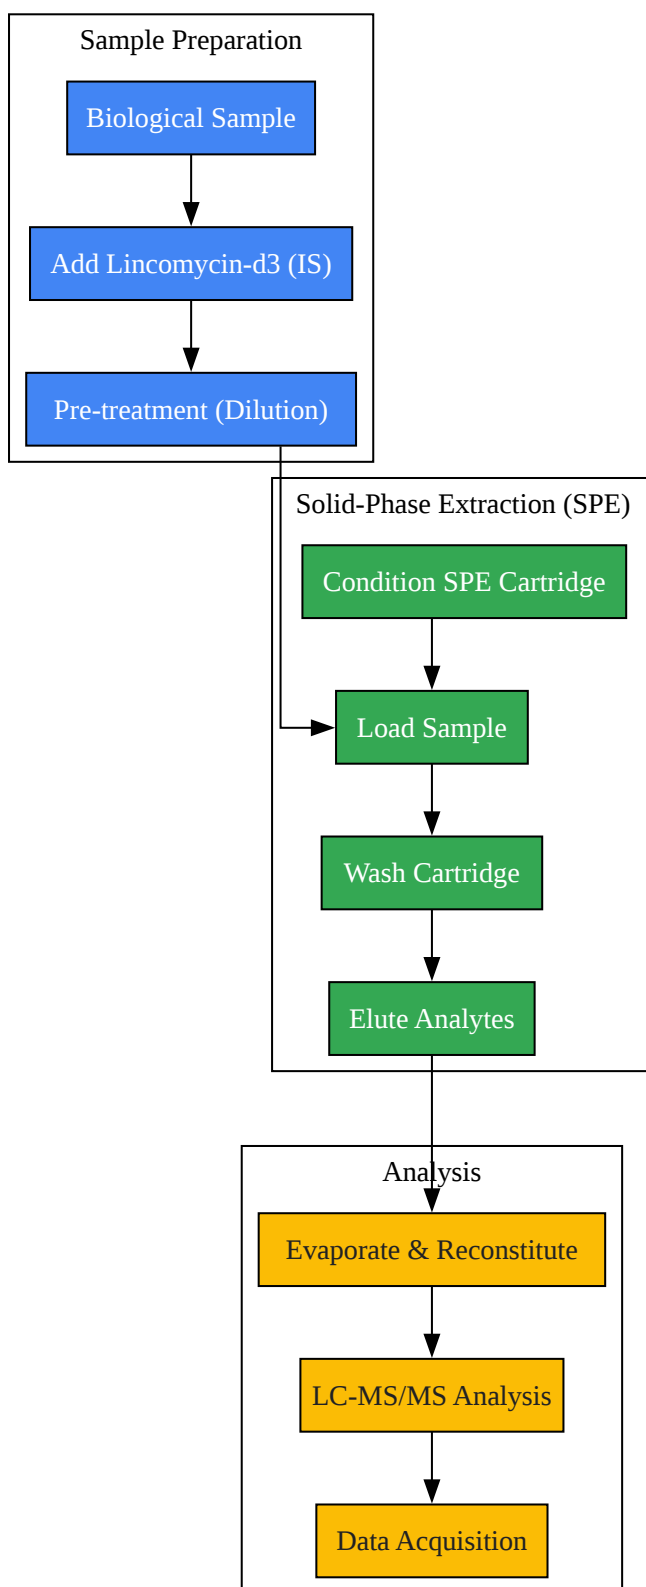 Sample Preparation
Biological Sample
Add Lincomycin-d3 (IS)
Pre-treatment (Dilution)
Solid-Phase Extraction (SPE)
Condition SPE Cartridge
Load Sample
Wash Cartridge
Elute Analytes
Analysis
Evaporate & Reconstitute
LC-MS/MS Analysis
Data Acquisition